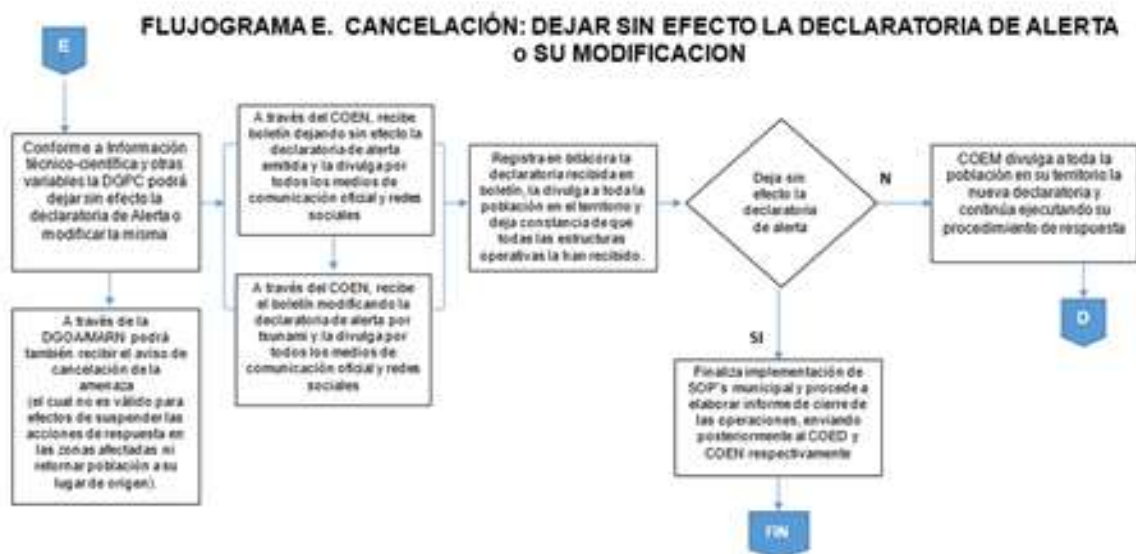 FLUJOGRAMA E. CANCELACIÓN: DEJAR SIN EFECTO LA DECLARATORIA DE ALERTA
o SU MODIFICACION
E
Conforme a Información
técnico-científica y otras
variables la DGPC podrá
dejar sin efecto la
declaratoria de Alerta o
modificar la misma
A través de la
DGOA/MARN podrá
también recibir el aviso de
cancelación de la
amenaza
(el cual no es válido para
efectos de suspender las
acciones de respuesta en
las zonas afectadas ni
retornar población a su
lugar de origen).
A través del COEN, recibe
boletín dejando sin efecto la
declaratoria de alerta
emitida y la divulga por
todos los medios de
comunicación oficial y redes
sociales
A través del COEN, recibe
el boletín modificando la
declaratoria de alerta por
tsunami y la divulga por
todos los medios de
comunicación oficial y redes
sociales
Registra en bitácora la
declaratoria recibida en
boletín, la divulga a toda la
población en el territorio y
deja constancia de que
todas las estructuras
operativas la han recibido.
Deja sin
efecto la
declaratoria
de alerta
N
COEM divulga a toda la
población en su territorio la
nueva declaratoria y
continúa ejecutando su
procedimiento de respuesta
D
SI
Finaliza implementación de
SOP's municipal y procede a
elaborar informe de cierre de
las operaciones, enviando
posteriormente al COED y
COEN respectivamente
FIN